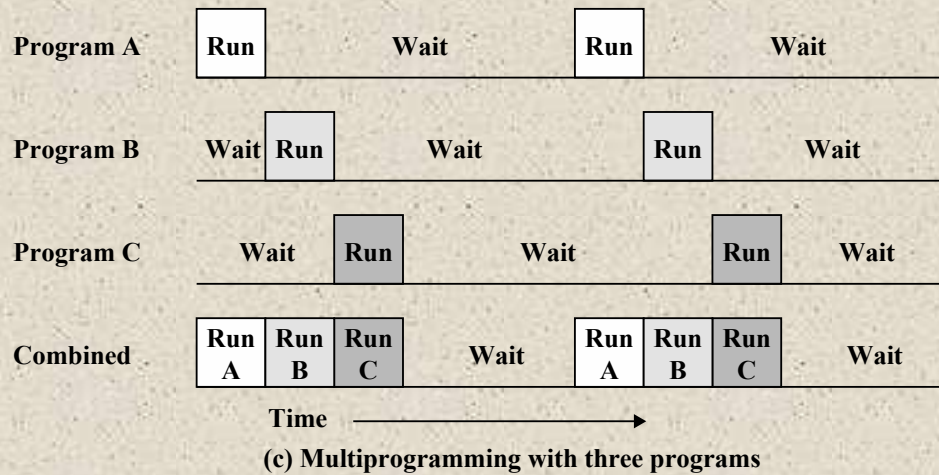 Program A Run Wait Run Wait
Program B Wait Run Wait Run Wait
Program C Wait Run Wait Run Wait
Combined Run A Run B Run C Wait Run A Run B Run C Wait
Time
(c) Multiprogramming with three programs